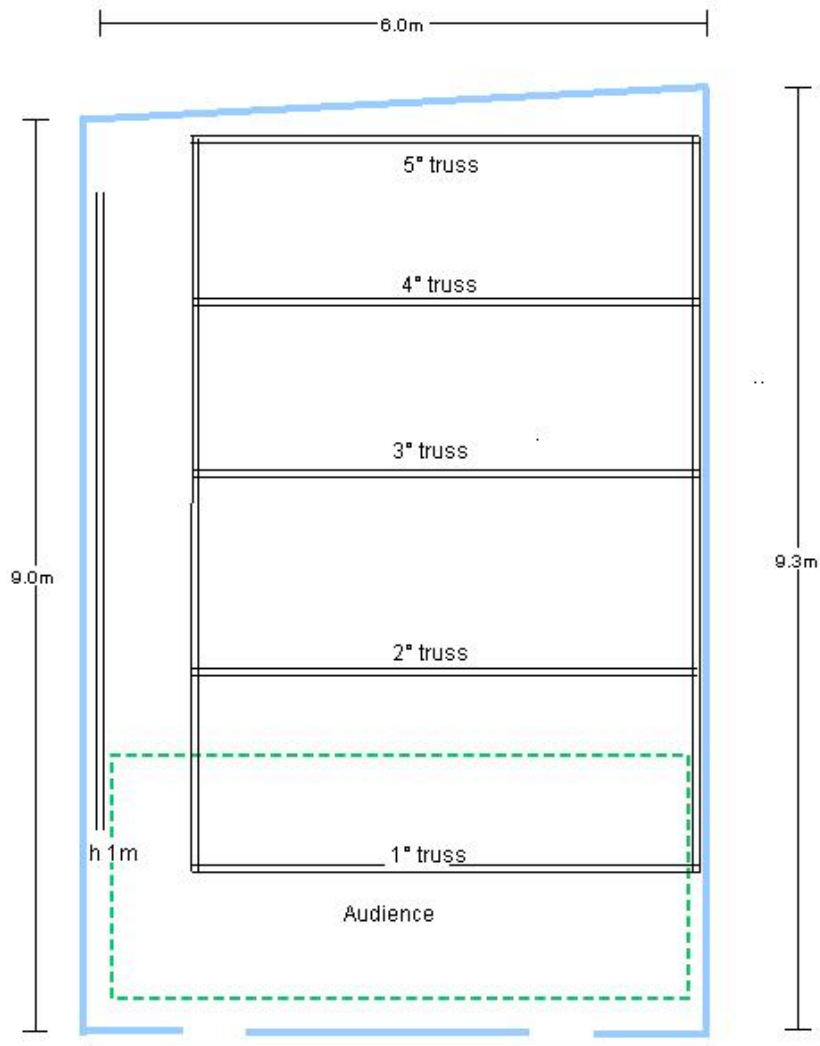 6.0m
5° truss
4° truss
3° truss
9.0m
9.3m
2° truss
h 1m
1° truss
Audience